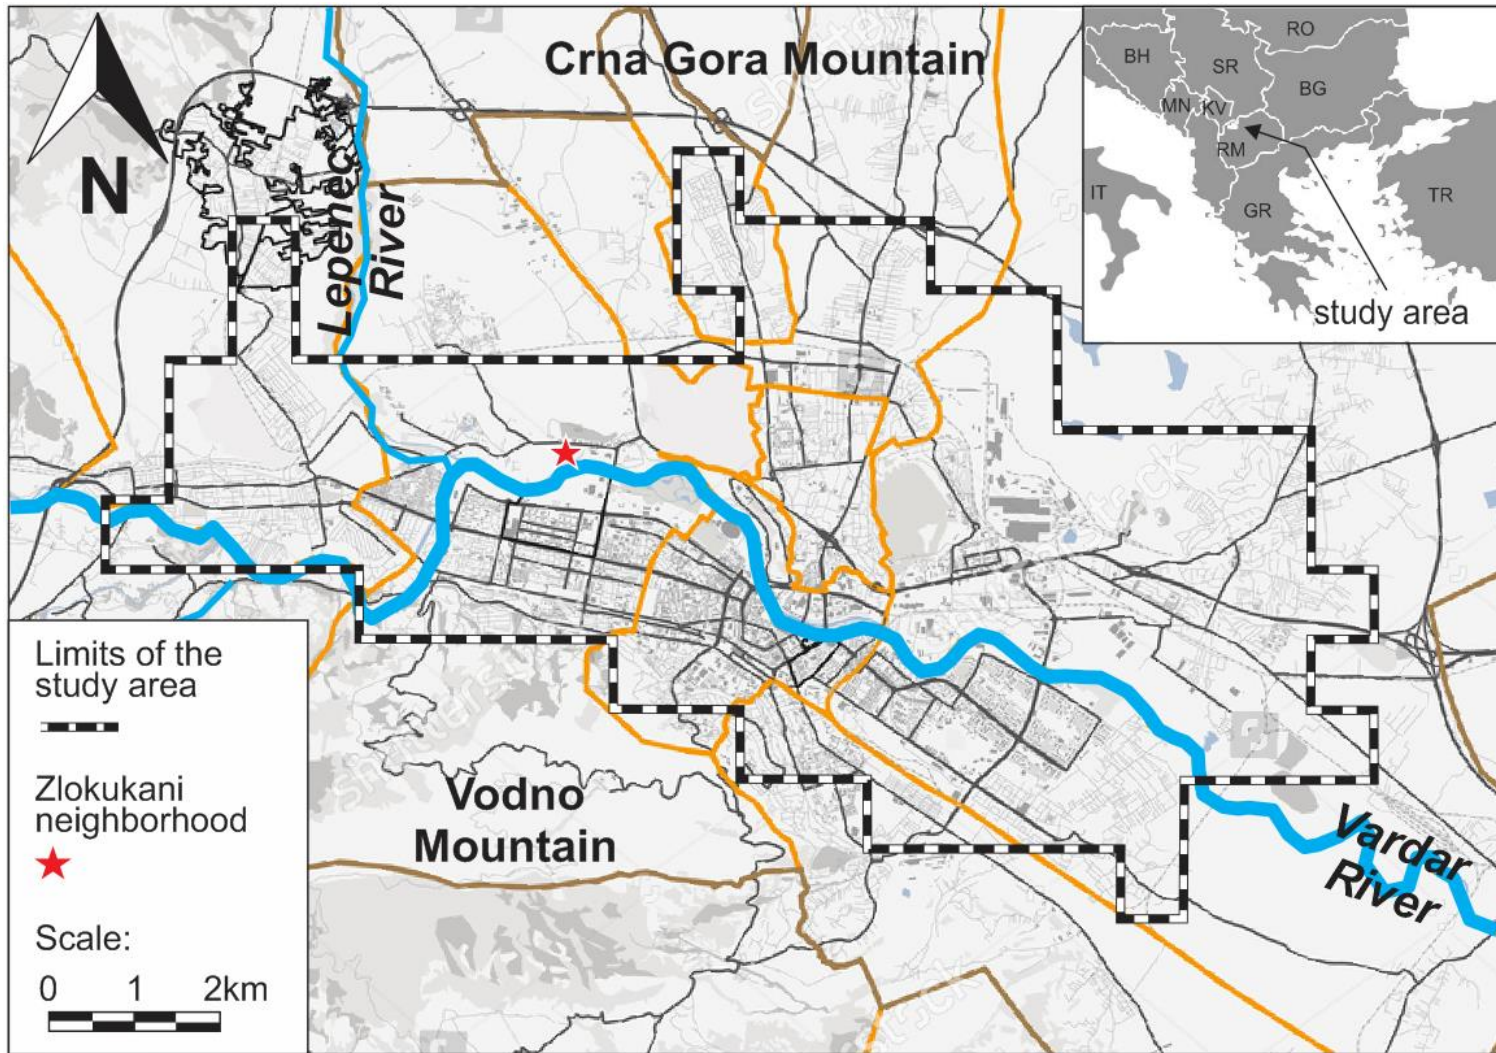 Crna Gora Mountain
N
Lepenec
River
BH
RO
SR
BG
MN
KV
RM
IT
GR
TR
study area
Limits of the
study area
Zlokukani
neighborhood
Scale:
0 1 2km
Vodno
Mountain
Vardar
River